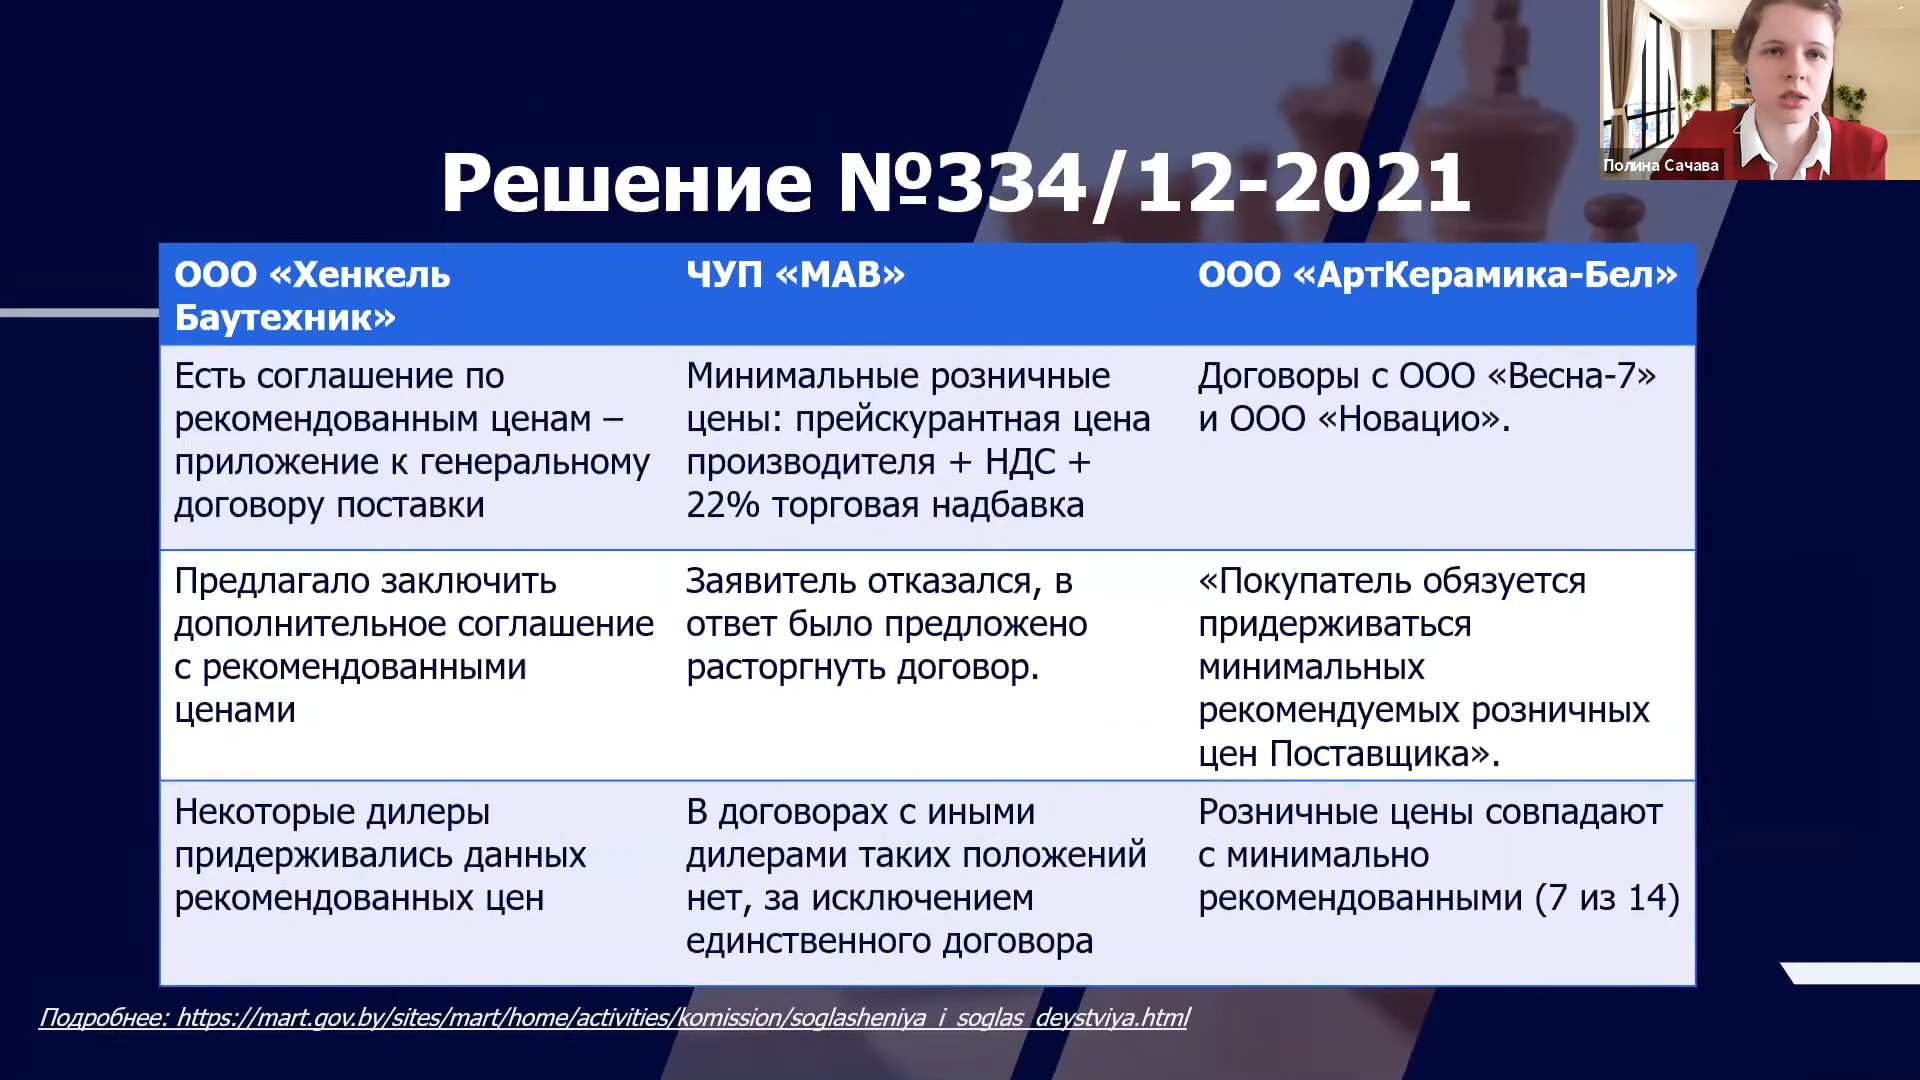 Полина Сачава
Решение №334/12-2021
ООО «Хенкель
Баутехник»
ЧУП «МАВ»
ООО «АртКерамика-Бел»
Есть соглашение по
рекомендованным ценам –
приложение к генеральному
договору поставки
Минимальные розничные
цены: прейскурантная цена
производителя + НДС +
22% торговая надбавка
Договоры с ООО «Весна-7»
и ООО «Новацио».
Предлагало заключить
дополнительное соглашение
с рекомендованными
ценами
Заявитель отказался, в
ответ было предложено
расторгнуть договор.
«Покупатель обязуется
придерживаться
минимальных
рекомендуемых розничных
цен Поставщика».
Некоторые дилеры
придерживались данных
рекомендованных цен
В договорах с иными
дилерами таких положений
нет, за исключением
единственного договора
Розничные цены совпадают
с минимально
рекомендованными (7 из 14)
Подробнее: https://mart.gov.by/sites/mart/home/activities/komission/soglasheniya_i_soglas_deystviya.html